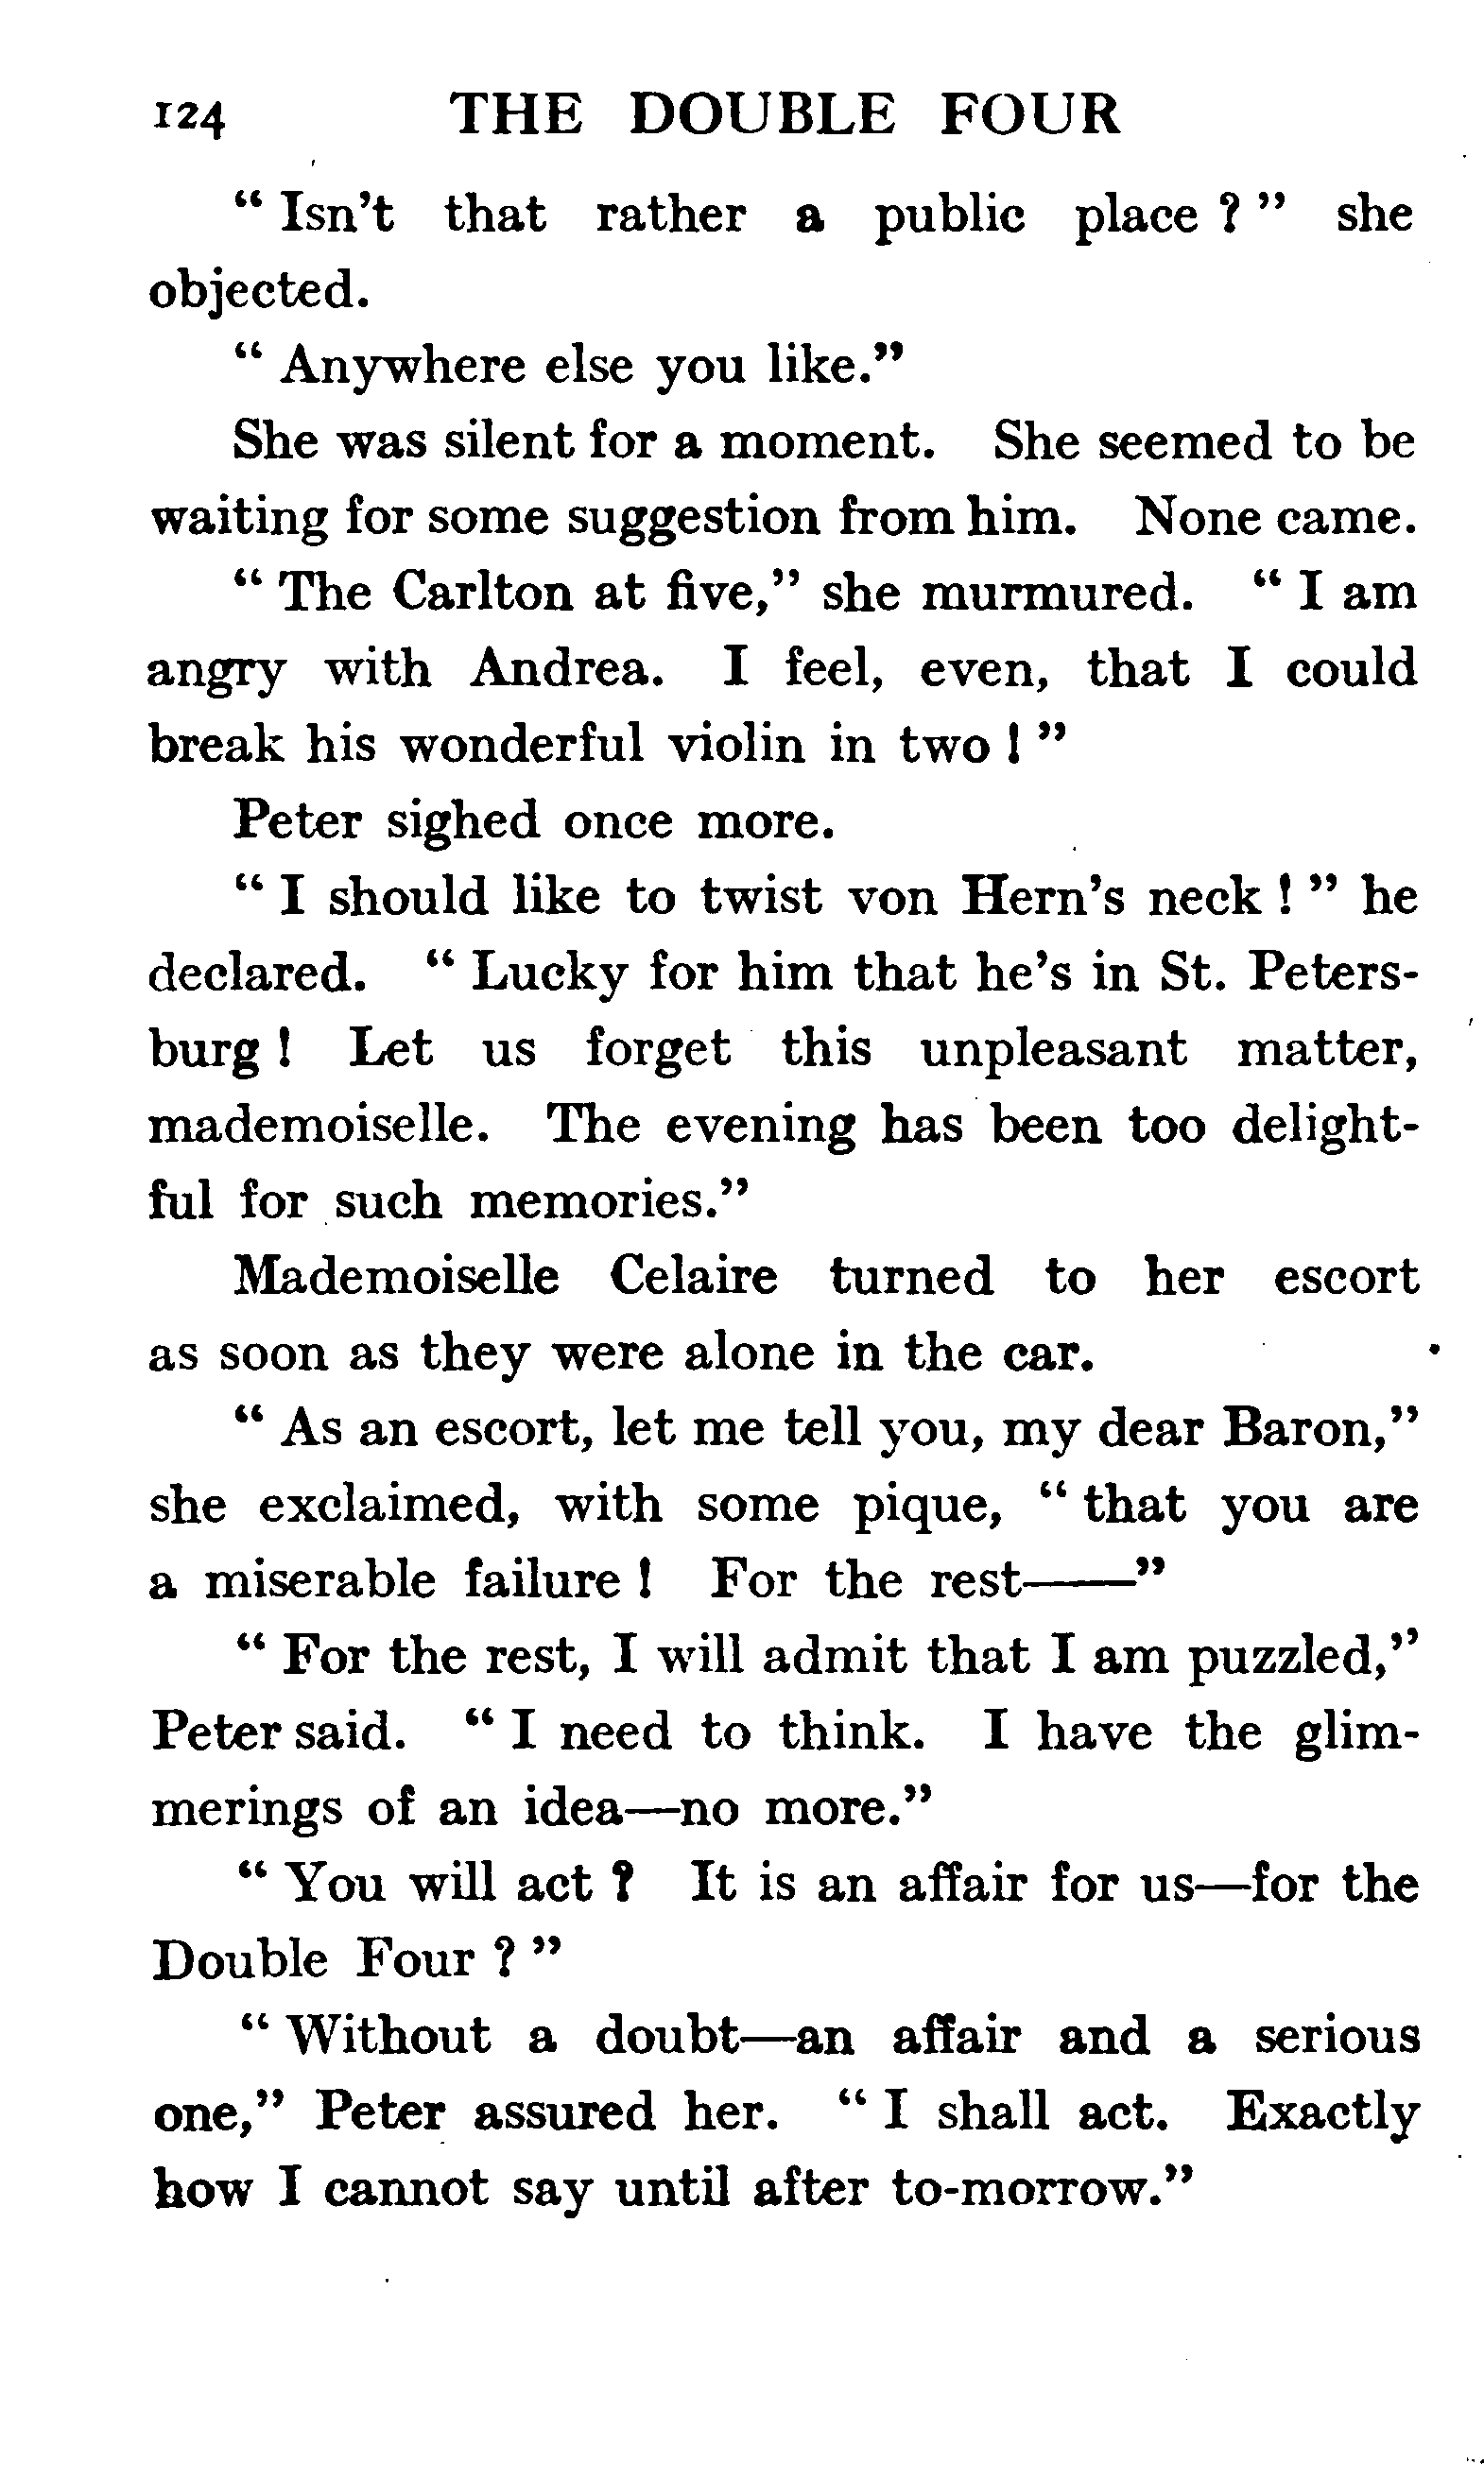 124 THE DOUBLE FOUR
“ Isn't that rather a public place ? ” she
objected.
“ Anywhere else you like.”
She was silent for a moment. She seemed to be
waiting for some suggestion from him. None came.
“ The Carlton at five,” she murmured. “ I am
angry with Andrea. I feel, even, that I could
break his wonderful violin in two ! ”
Peter sighed once more.
“ I should like to twist von Hern's neck ! ” he
declared. “ Lucky for him that he's in St. Peters-
burg ! Let us forget this unpleasant matter,
mademoiselle. The evening has been too delight-
ful for such memories.”
Mademoiselle Celaire turned to her escort
as soon as they were alone in the car.
“ As an escort, let me tell you, my dear Baron,”
she exclaimed, with some pique, “ that you are
a miserable failure ! For the rest——”
“ For the rest, I will admit that I am puzzled,”
Peter said. “ I need to think. I have the glim-
merings of an idea—no more.”
“ You will act ? It is an affair for us—for the
Double Four ? ”
“ Without a doubt—an affair and a serious
one,” Peter assured her. “ I shall act. Exactly
how I cannot say until after to-morrow.”